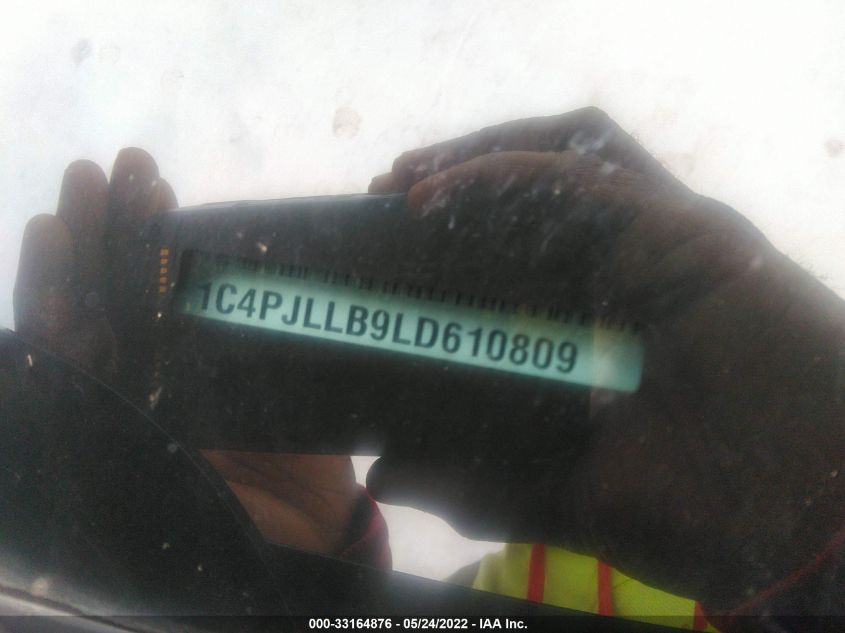 1C4PJLLB9LD610809
000-33164876 - 05/24/2022 - IAA Inc.